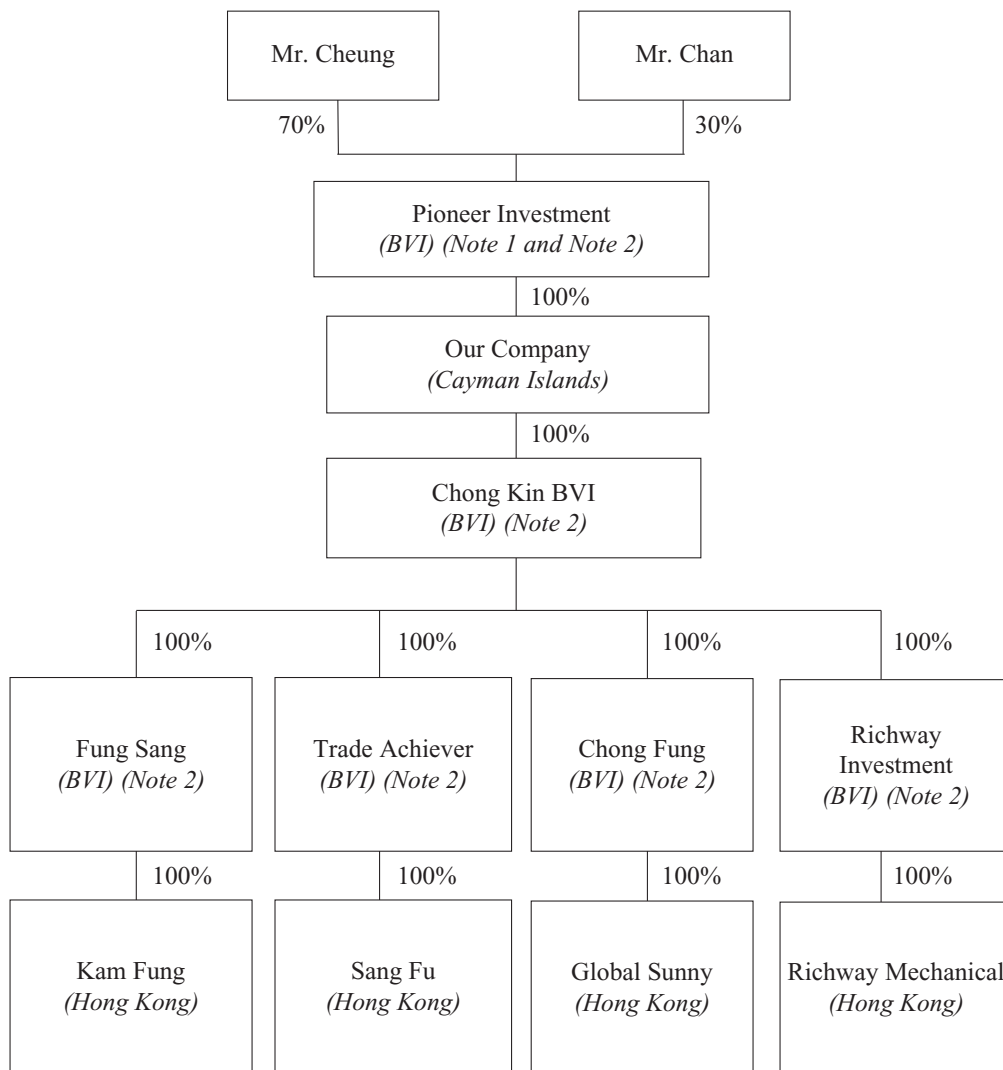 Mr. Cheung
Mr. Chan
70%
30%
Pioneer Investment
(BVI) (Note 1 and Note 2)
100%
Our Company
(Cayman Islands)
100%
Chong Kin BVI
(BVI) (Note 2)
100%
100%
100%
100%
Fung Sang
(BVI) (Note 2)
Trade Achiever
(BVI) (Note 2)
Chong Fung
(BVI) (Note 2)
Richway
Investment
(BVI) (Note 2)
100%
100%
100%
100%
Kam Fung
(Hong Kong)
Sang Fu
(Hong Kong)
Global Sunny
(Hong Kong)
Richway Mechanical
(Hong Kong)